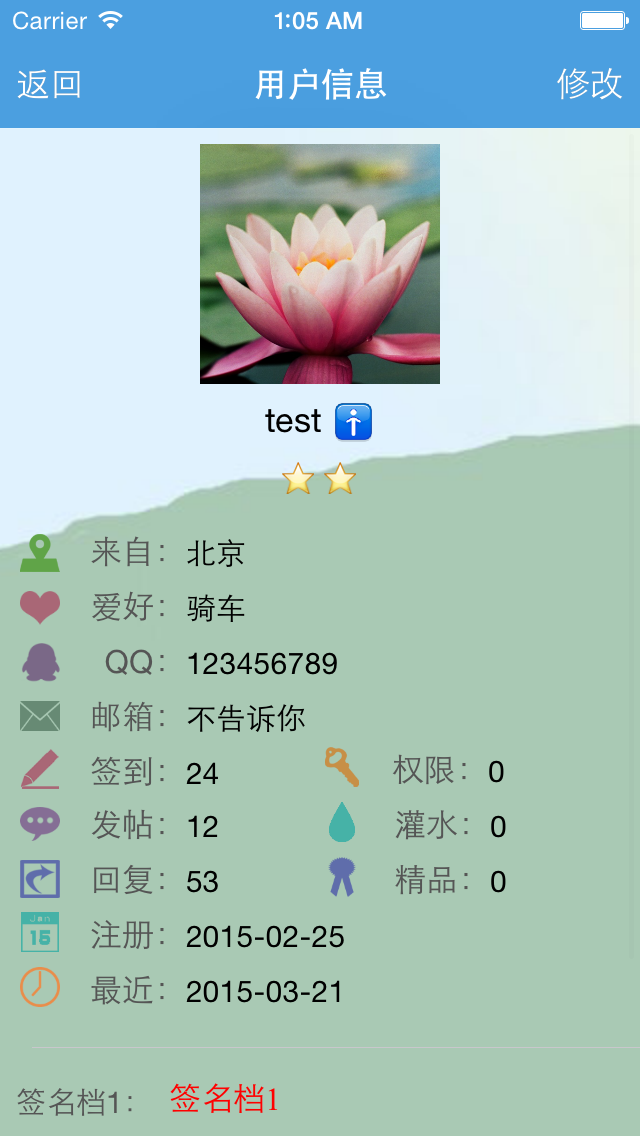 Carrier 1:05 AM
返回 用户信息 修改
test
来自： 北京
爱好： 骑车
QQ： 123456789
邮箱： 不告诉你
签到： 24 权限： 0
发帖： 12 灌水： 0
回复： 53 精品： 0
Jan
15
注册： 2015-02-25
最近： 2015-03-21
签名档1： 签名档1